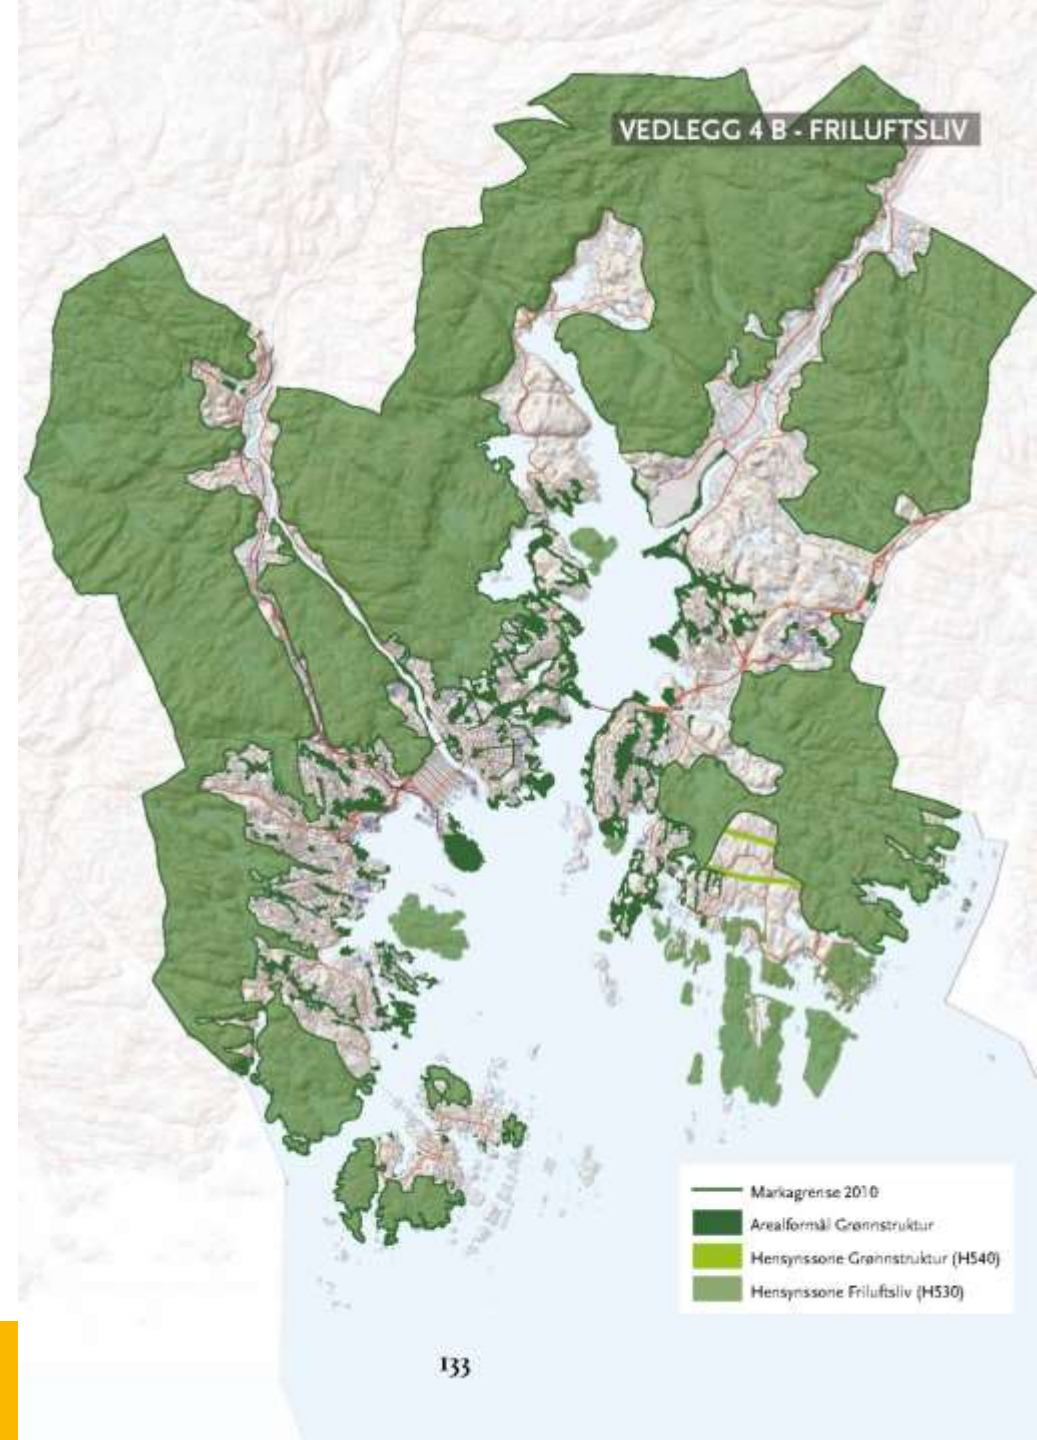 VEDLEGG 4 B - FRILUFTSLIV
Markagrense 2010
Arealformål Grønnstruktur
Hensynssone Grønnstruktur (H540)
Hensynssone Friluftsliv (H530)
133